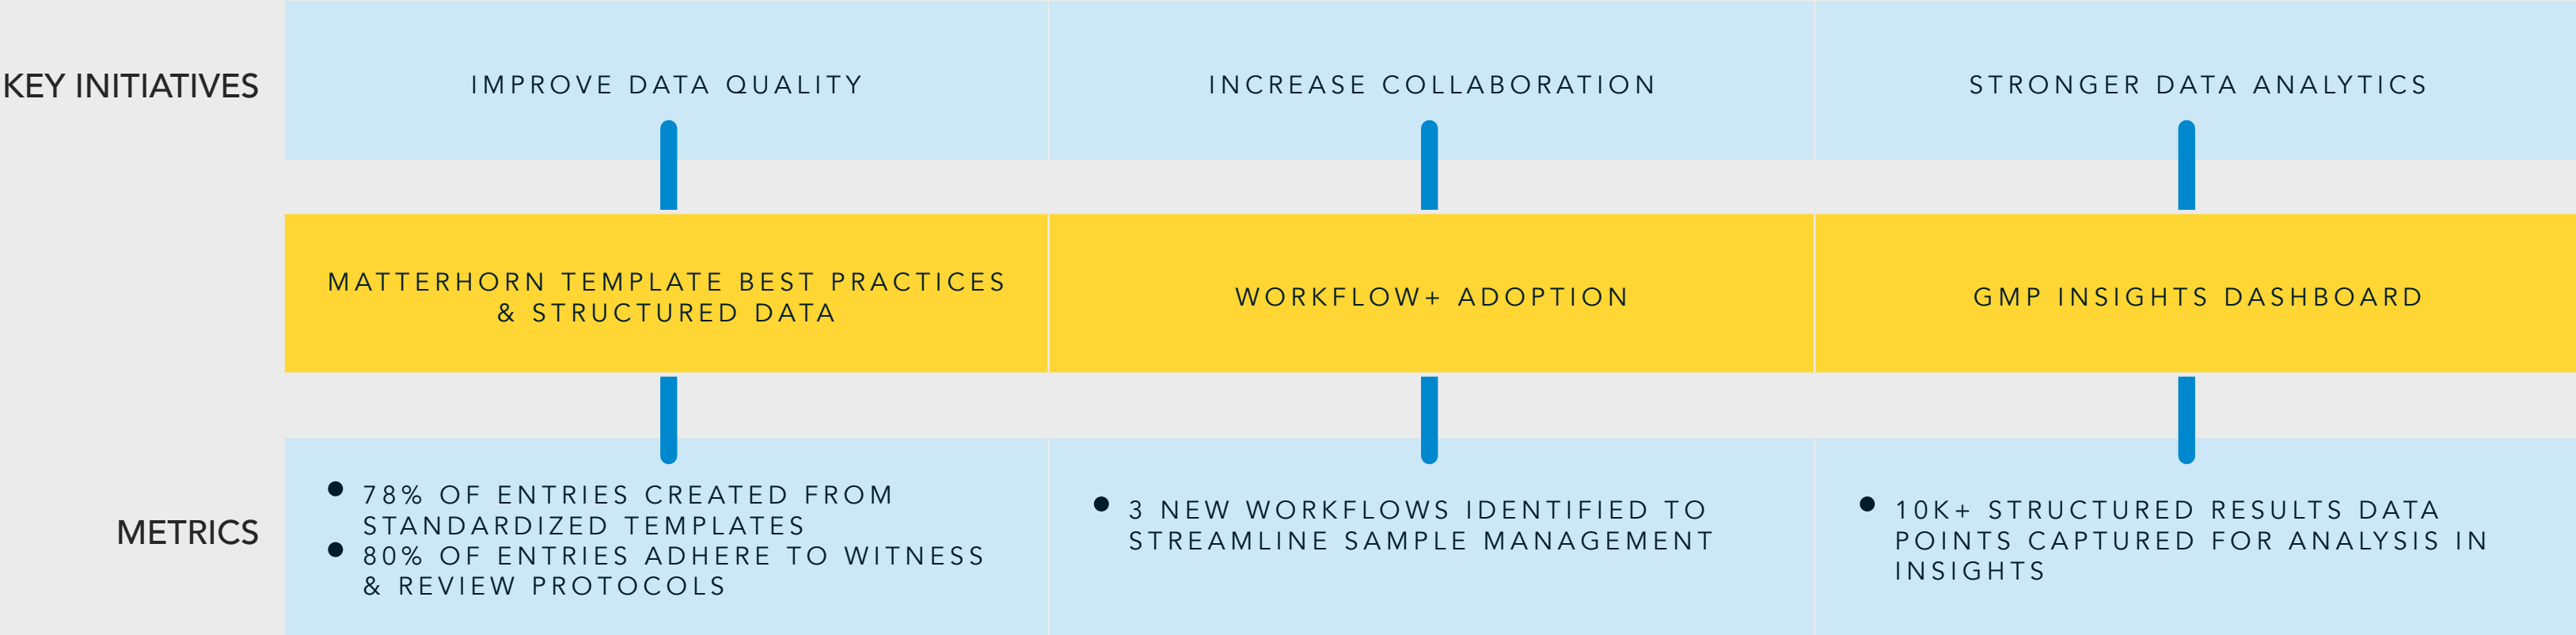 KEY INITIATIVES
IMPROVE DATA QUALITY
INCREASE COLLABORATION
STRONGER DATA ANALYTICS
MATTERHORN TEMPLATE BEST PRACTICES
& STRUCTURED DATA
WORKFLOW+ ADOPTION
GMP INSIGHTS DASHBOARD
METRICS
• 78% OF ENTRIES CREATED FROM
STANDARDIZED TEMPLATES
• 80% OF ENTRIES ADHERE TO WITNESS
& REVIEW PROTOCOLS
• 3 NEW WORKFLOWS IDENTIFIED TO
STREAMLINE SAMPLE MANAGEMENT
• 10K+ STRUCTURED RESULTS DATA
POINTS CAPTURED FOR ANALYSIS IN
INSIGHTS